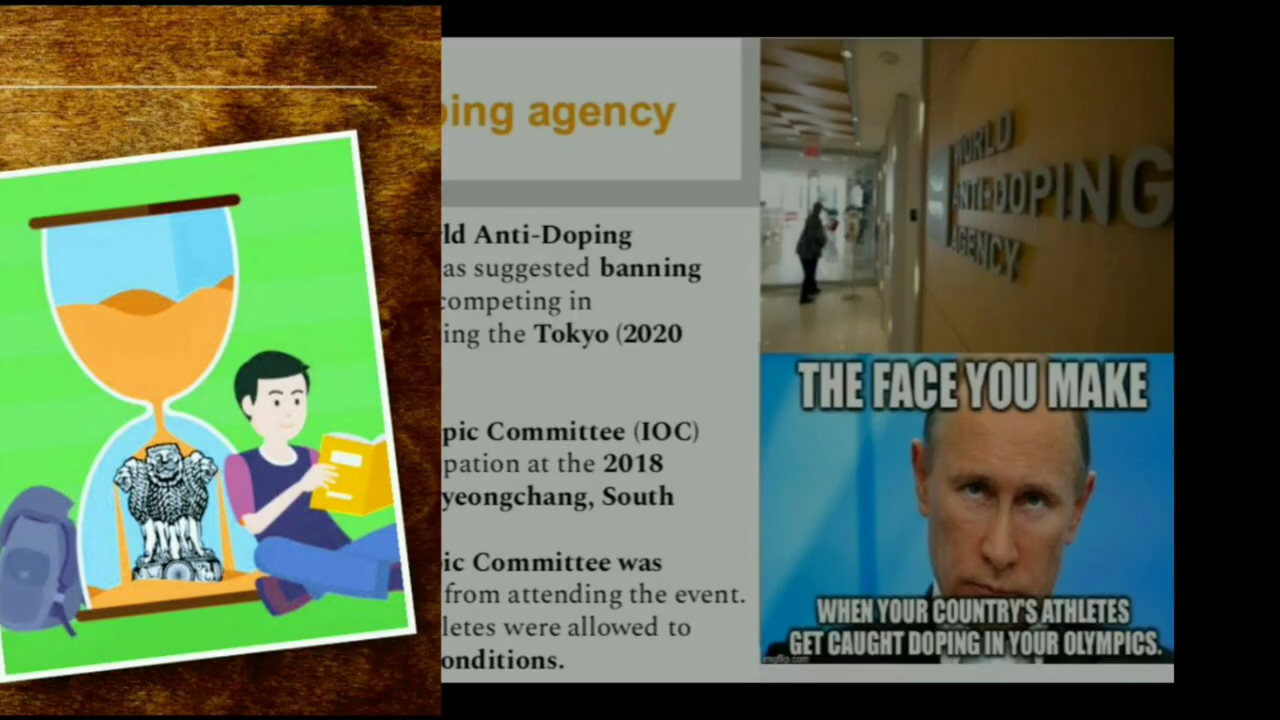 ping agency
ld Anti-Doping
as suggested banning
competing in
ing the Tokyo (2020
pic Committee (IOC)
pation at the 2018
yeongchang, South
ic Committee was
from attending the event.
letes were allowed to
onditions.
WORLD
ANTI-DOPING
AGENCY
THE FACE YOU MAKE
WHEN YOUR COUNTRY'S ATHLETES
GET CAUGHT DOPING IN YOUR OLYMPICS.
imgflip.com